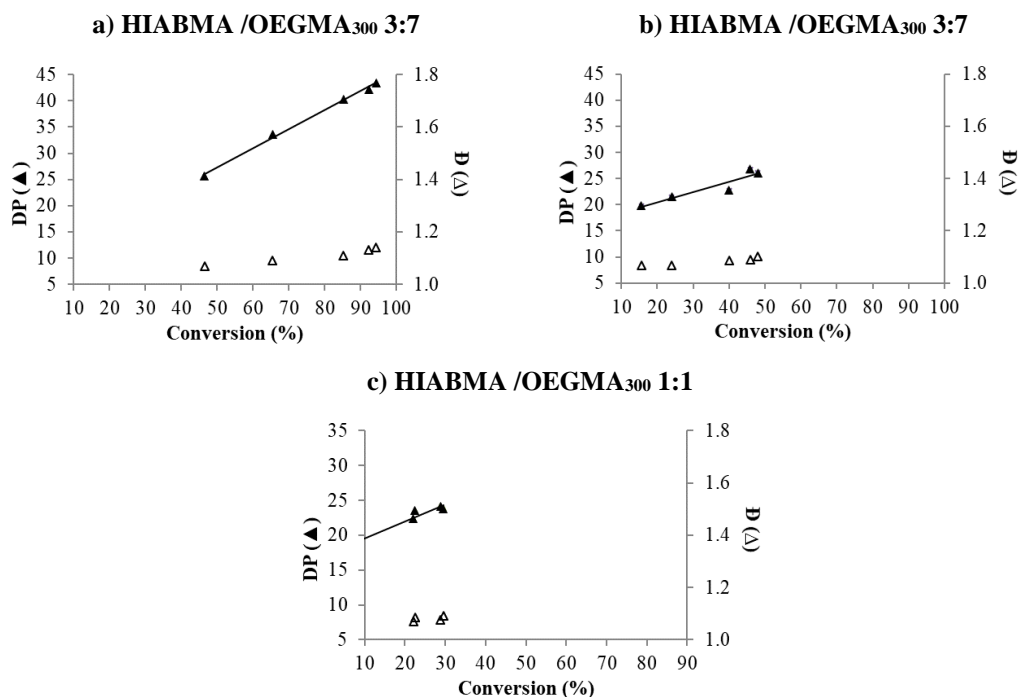 a) HIABMA /OEGMA₃₀₀ 3:7
45
40
35
30
25
20
15
10
5
DP (▲)
10 20 30 40 50 60 70 80 90 100
Conversion (%)
1.8
1.6
1.4
1.2
1.0
Đ (△)
b) HIABMA /OEGMA₃₀₀ 3:7
45
40
35
30
25
20
15
10
5
DP (▲)
10 20 30 40 50 60 70 80 90 100
Conversion (%)
1.8
1.6
1.4
1.2
1.0
Đ (△)
c) HIABMA /OEGMA₃₀₀ 1:1
35
30
25
20
15
10
5
DP (▲)
10 20 30 40 50 60 70 80 90
Conversion (%)
1.8
1.6
1.4
1.2
1.0
Đ (△)